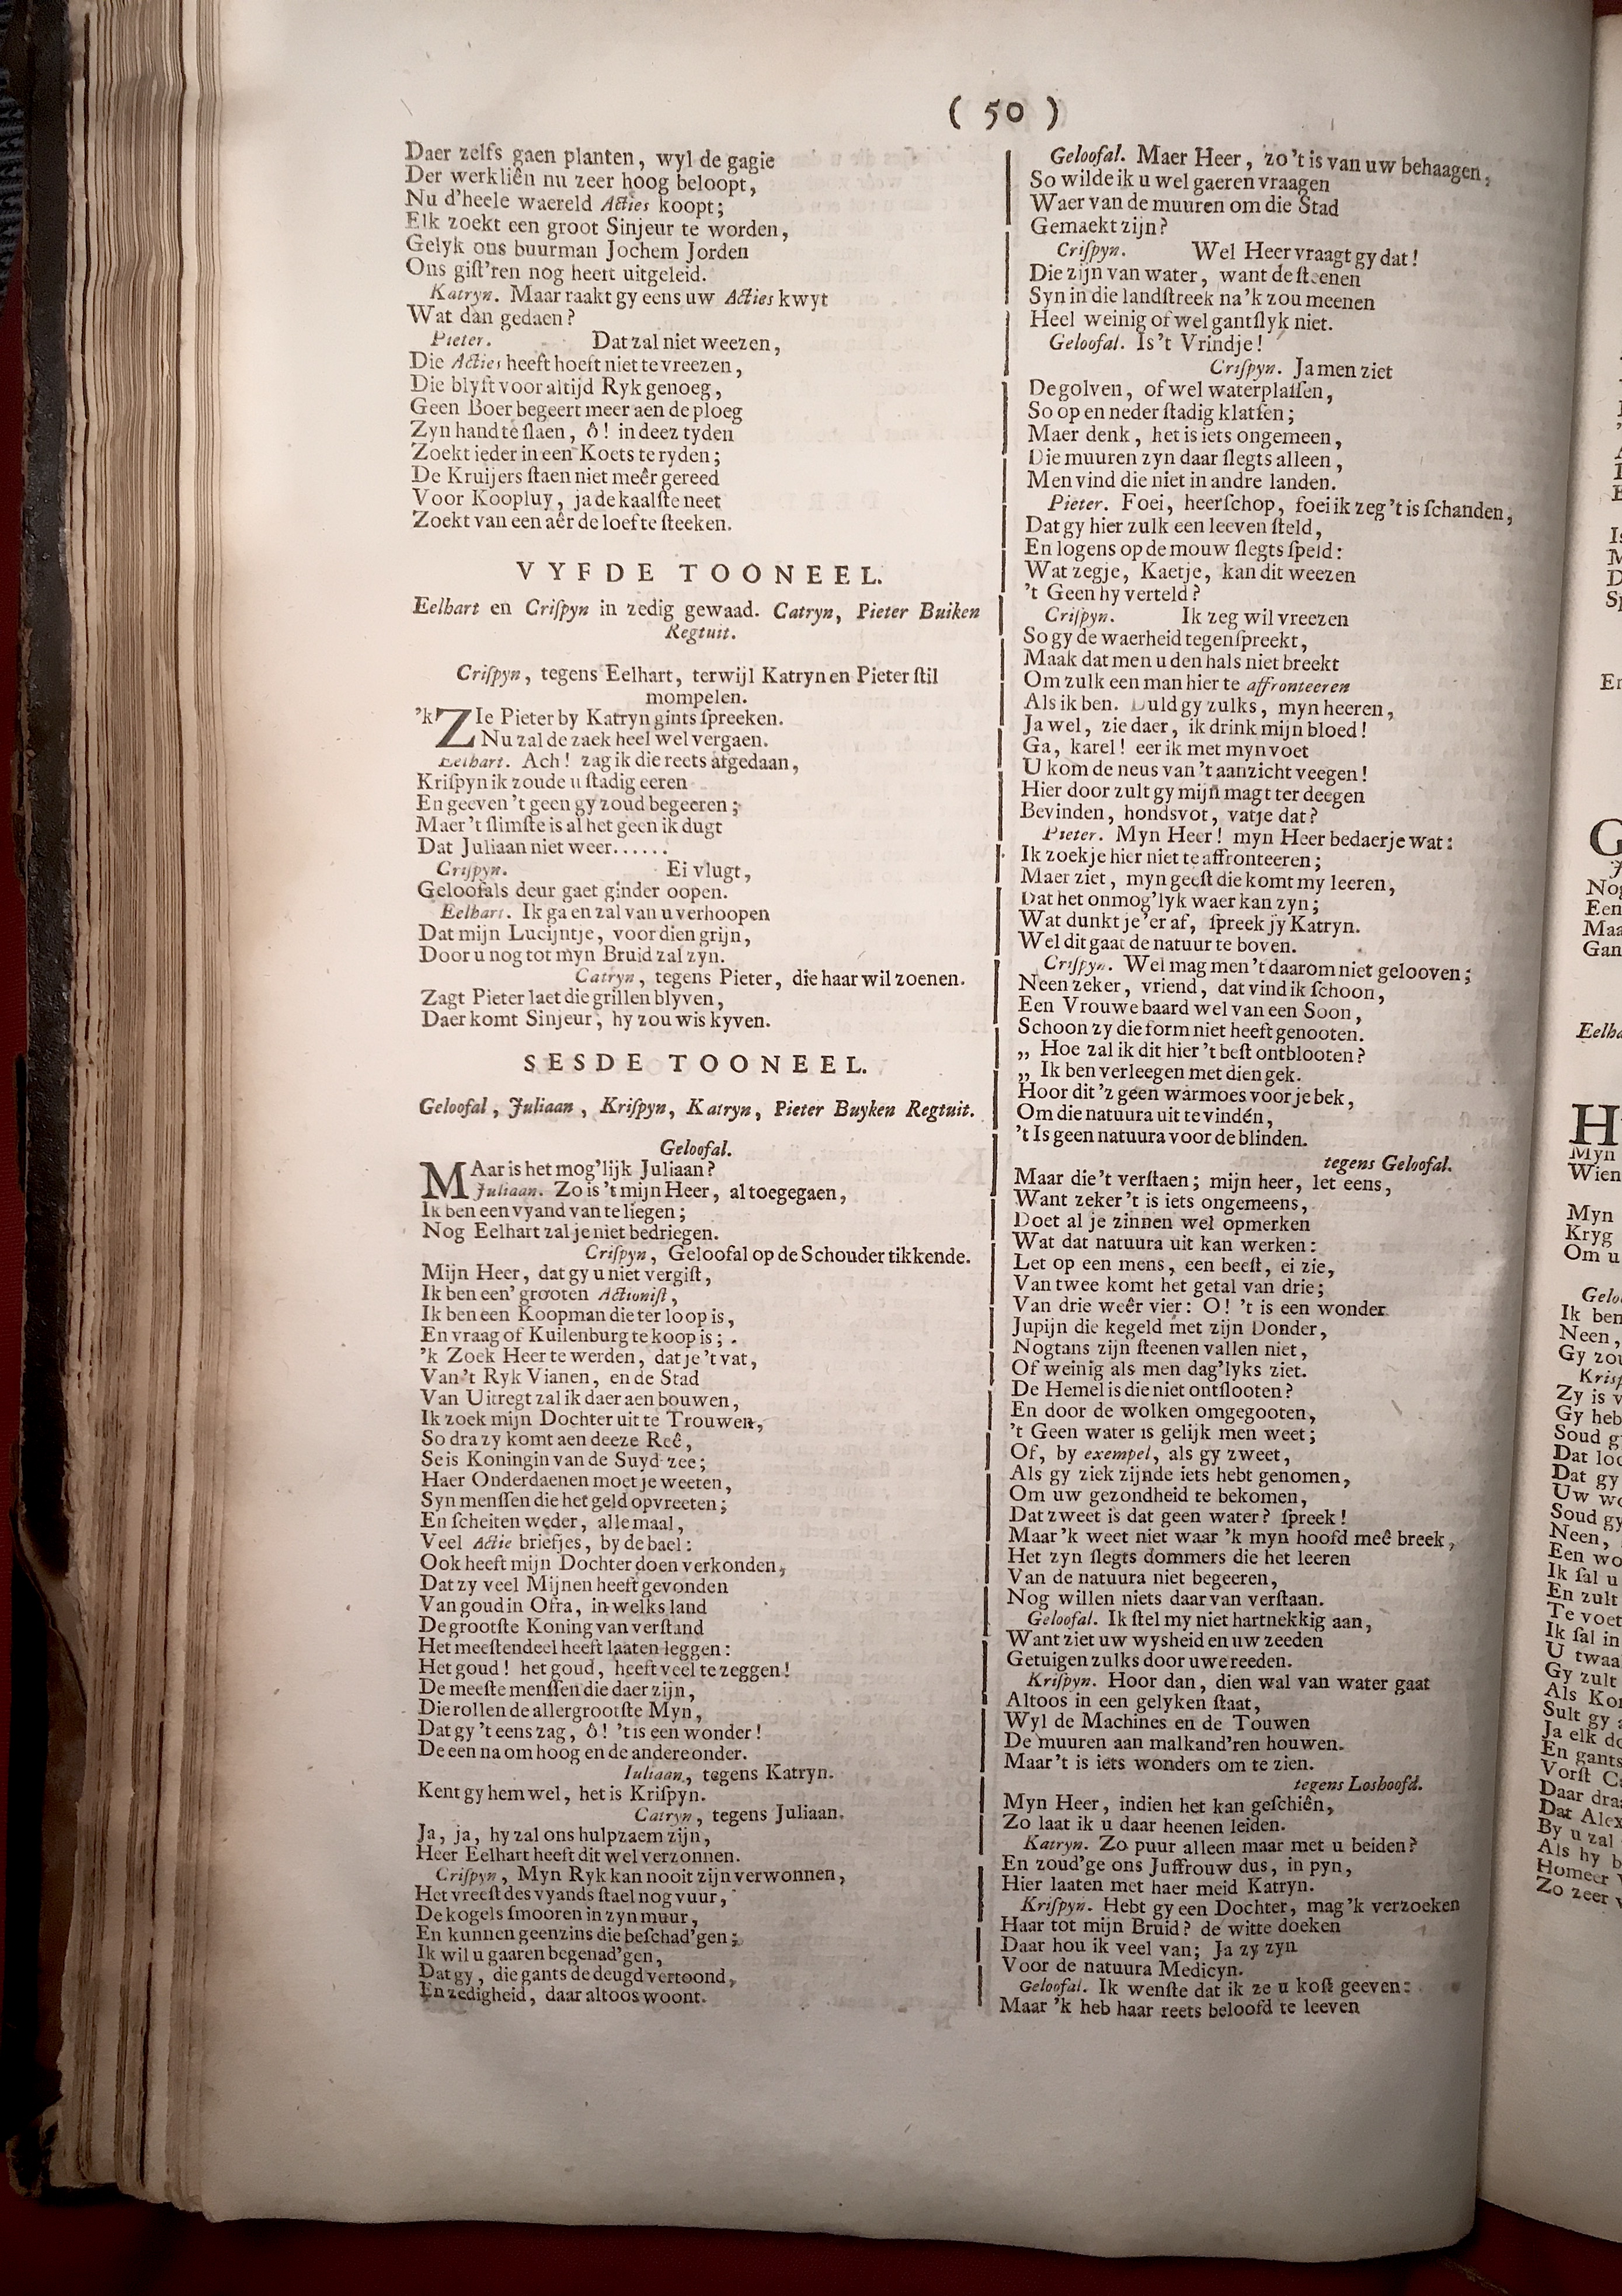 ( 50 )
Daer zelfs gaen planten, wyl de gagie
Der werkliên nu zeer hoog beloopt,
Nu d'heele waereld Acties koopt;
Elk zoekt een groot Sinjeur te worden,
Gelyk ons buurman Jochem Jorden
Ons giſt'ren nog heeft uitgeleid.
Katryn. Maar raakt gy eens uw Acties kwyt
Wat dan gedaen?
Pieter. Dat zal niet weezen,
Die Acties heeft hoeft niet te vreezen,
Die blyft voor altijd Ryk genoeg,
Geen Boer begeert meer aen de ploeg
Zyn hand te ſlaen, ô! in deez tyden
Zoekt ieder in een Koets te ryden;
De Kruijers ſtaen niet meêr gereed
Voor Koopluy, ja de kaalſte neet
Zoekt van een aêr de loef te ſteeken.
VYFDE TOONEEL.
Eelhart en Criſpyn in zedig gewaad. Catryn, Pieter Buiken
Regtuit.
Criſpyn, tegens Eelhart, terwijl Katryn en Pieter ſtil
mompelen.
'k ZIe Pieter by Katryn gints ſpreeken.
Nu zal de zaek heel wel vergaen.
Eelhart. Ach! zag ik die reets afgedaan,
Kriſpyn ik zoude u ſtadig eeren
En geeven 't geen gy zoud begeeren;
Maer 't ſlimſte is al het geen ik dugt
Dat Juliaan niet weer......
Criſpyn. Ei vlugt,
Geloofals deur gaet ginder oopen.
Eelhart. Ik ga en zal van u verhoopen
Dat mijn Lucijntje, voor dien grijn,
Door u nog tot myn Bruid zal zyn.
Catryn, tegens Pieter, die haar wil zoenen.
Zagt Pieter laet die grillen blyven,
Daer komt Sinjeur, hy zou wis kyven.
SESDE TOONEEL.
Geloofal, Juliaan, Kriſpyn, Katryn, Pieter Buyken Regtuit.
Geloofal.
MAar is het mog'lijk Juliaan?
Juliaan. Zo is 't mijn Heer, al toegegaen,
Ik ben een vyand van te liegen;
Nog Eelhart zal je niet bedriegen.
Criſpyn, Geloofal op de Schouder tikkende.
Mijn Heer, dat gy u niet vergiſt,
Ik ben een' grooten Actioniſt,
Ik ben een Koopman die ter loop is,
En vraag of Kuilenburg te koop is;
'k Zoek Heer te werden, dat je 't vat,
Van 't Ryk Vianen, en de Stad
Van Uitregt zal ik daer aen bouwen,
Ik zoek mijn Dochter uit te Trouwen,
So dra zy komt aen deeze Reê,
Se is Koningin van de Suyd-zee;
Haer Onderdaenen moet je weeten,
Syn menſſen die het geld opvreeten;
En ſcheiten weder, alle maal,
Veel Actie briefjes, by de bael:
Ook heeft mijn Dochter doen verkonden,
Dat zy veel Mijnen heeft gevonden
Van goud in Ofra, in welks land
De grootſte Koning van verſtand
Het meeſtendeel heeft laaten leggen:
Het goud! het goud, heeft veel te zeggen!
De meeſte menſſen die daer zijn,
Die rollen de allergrootſte Myn,
Dat gy 't eens zag, ô! 't is een wonder!
De een na om hoog en de andere onder.
Iuliaan, tegens Katryn.
Kent gy hem wel, het is Kriſpyn.
Catryn, tegens Juliaan.
Ja, ja, hy zal ons hulpzaem zijn,
Heer Eelhart heeft dit wel verzonnen.
Criſpyn, Myn Ryk kan nooit zijn verwonnen,
Het vreeſt des vyands ſtael nog vuur,
De kogels ſmooren in zyn muur,
En kunnen geenzins die beſchad'gen;
Ik wil u gaaren begenad'gen,
Dat gy, die gants de deugd vertoond,
En zedigheid, daar altoos woont.
Geloofal. Maer Heer, zo 't is van uw behaagen,
So wilde ik u wel gaeren vraagen
Waer van de muuren om die Stad
Gemaekt zijn?
Criſpyn. Wel Heer vraagt gy dat!
Die zijn van water, want de ſteenen
Syn in die landſtreek na 'k zou meenen
Heel weinig of wel gantſlyk niet.
Geloofal. Is 't Vrindje!
Criſpyn. Ja men ziet
De golven, of wel waterplaſſen,
So op en neder ſtadig klatſen;
Maer denk, het is iets ongemeen,
Die muuren zyn daar ſlegts alleen,
Men vind die niet in andre landen.
Pieter. Foei, heerſchop, foei ik zeg 't is ſchanden,
Dat gy hier zulk een leeven ſteld,
En logens op de mouw ſlegts ſpeld:
Wat zegje, Kaetje, kan dit weezen
't Geen hy verteld?
Criſpyn. Ik zeg wil vreezen
So gy de waerheid tegenſpreekt,
Maak dat men u den hals niet breekt
Om zulk een man hier te affronteeren
Als ik ben. Duld gy zulks, myn heeren,
Ja wel, zie daer, ik drink mijn bloed!
Ga, karel! eer ik met myn voet
U kom de neus van 't aanzicht veegen!
Hier door zult gy mijn magt ter deegen
Bevinden, hondsvot, vatje dat?
Pieter. Myn Heer! myn Heer bedaerje wat:
Ik zoek je hier niet te affronteeren;
Maer ziet, myn geeſt die komt my leeren,
Dat het onmog'lyk waer kan zyn;
Wat dunkt je 'er af, ſpreek jy Katryn.
Wel dit gaat de natuur te boven.
Criſpyn. Wel mag men 't daarom niet gelooven;
Neen zeker, vriend, dat vind ik ſchoon,
Een Vrouwe baard wel van een Soon,
Schoon zy die form niet heeft genooten.
„ Hoe zal ik dit hier 't beſt ontblooten?
„ Ik ben verleegen met dien gek.
Hoor dit 'z geen warmoes voor je bek,
Om die natuura uit te vindén,
't Is geen natuura voor de blinden.
tegens Geloofal.
Maar die 't verſtaen; mijn heer, let eens,
Want zeker 't is iets ongemeens,
Doet al je zinnen wel opmerken
Wat dat natuura uit kan werken:
Let op een mens, een beeſt, ei zie,
Van twee komt het getal van drie;
Van drie weêr vier: O! 't is een wonder
Jupijn die kegeld met zijn Donder,
Nogtans zijn ſteenen vallen niet,
Of weinig als men dag'lyks ziet.
De Hemel is die niet ontſlooten?
En door de wolken omgegooten,
't Geen water is gelijk men weet;
Of, by exempel, als gy zweet,
Als gy ziek zijnde iets hebt genomen,
Om uw gezondheid te bekomen,
Dat zweet is dat geen water? ſpreek!
Maar 'k weet niet waar 'k myn hoofd meê breek,
Het zyn ſlegts dommers die het leeren
Van de natuura niet begeeren,
Nog willen niets daar van verſtaan.
Geloofal. Ik ſtel my niet hartnekkig aan,
Want ziet uw wysheid en uw zeeden
Getuigen zulks door uwe reeden.
Kriſpyn. Hoor dan, dien wal van water gaat
Altoos in een gelyken ſtaat,
Wyl de Machines en de Touwen
De muuren aan malkand'ren houwen.
Maar 't is iets wonders om te zien.
tegens Loshoofd.
Myn Heer, indien het kan geſchiên,
Zo laat ik u daar heenen leiden.
Katryn. Zo puur alleen maar met u beiden?
En zoud'ge ons Juffrouw dus, in pyn,
Hier laaten met haer meid Katryn.
Kriſpyn. Hebt gy een Dochter, mag 'k verzoeken
Haar tot mijn Bruid? de witte doeken
Daar hou ik veel van; Ja zy zyn
Voor de natuura Medicyn.
Geloofal. Ik wenſte dat ik ze u koſt geeven:
Maar 'k heb haar reets beloofd te leeven